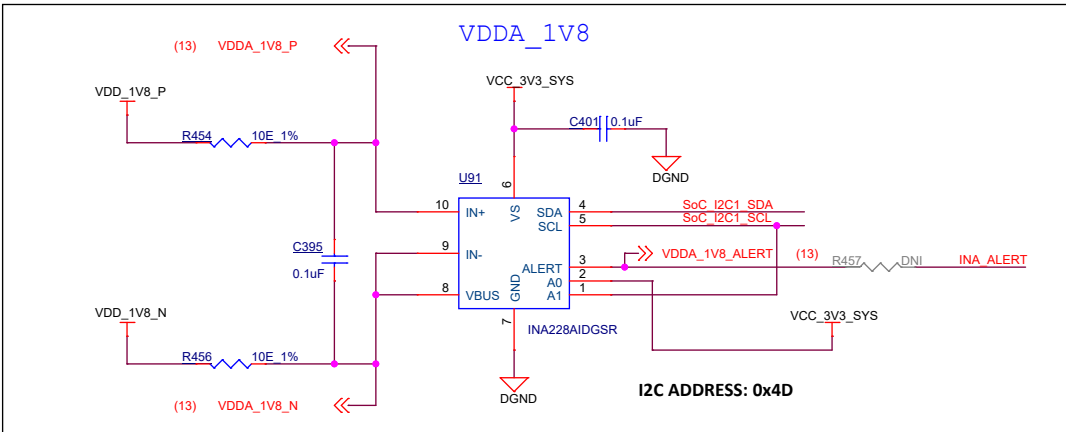 VDDA_1V8
(13) VDDA_1V8_P
VCC_3V3_SYS
VDD_1V8_P
R454 10E_1%
C401 0.1uF
DGND
U91
6
VS
10 IN+
SDA 4 SoC_I2C1_SDA
SCL 5 SoC_I2C1_SCL
9 IN-
C395
0.1uF
VDDA_1V8_ALERT (13)
ALERT 3
R457 DNI INA_ALERT
A0 2
8 VBUS
GND
A1 1
7
INA228AIDGSR
VCC_3V3_SYS
VDD_1V8_N
R456 10E_1%
DGND
I2C ADDRESS: 0x4D
(13) VDDA_1V8_N